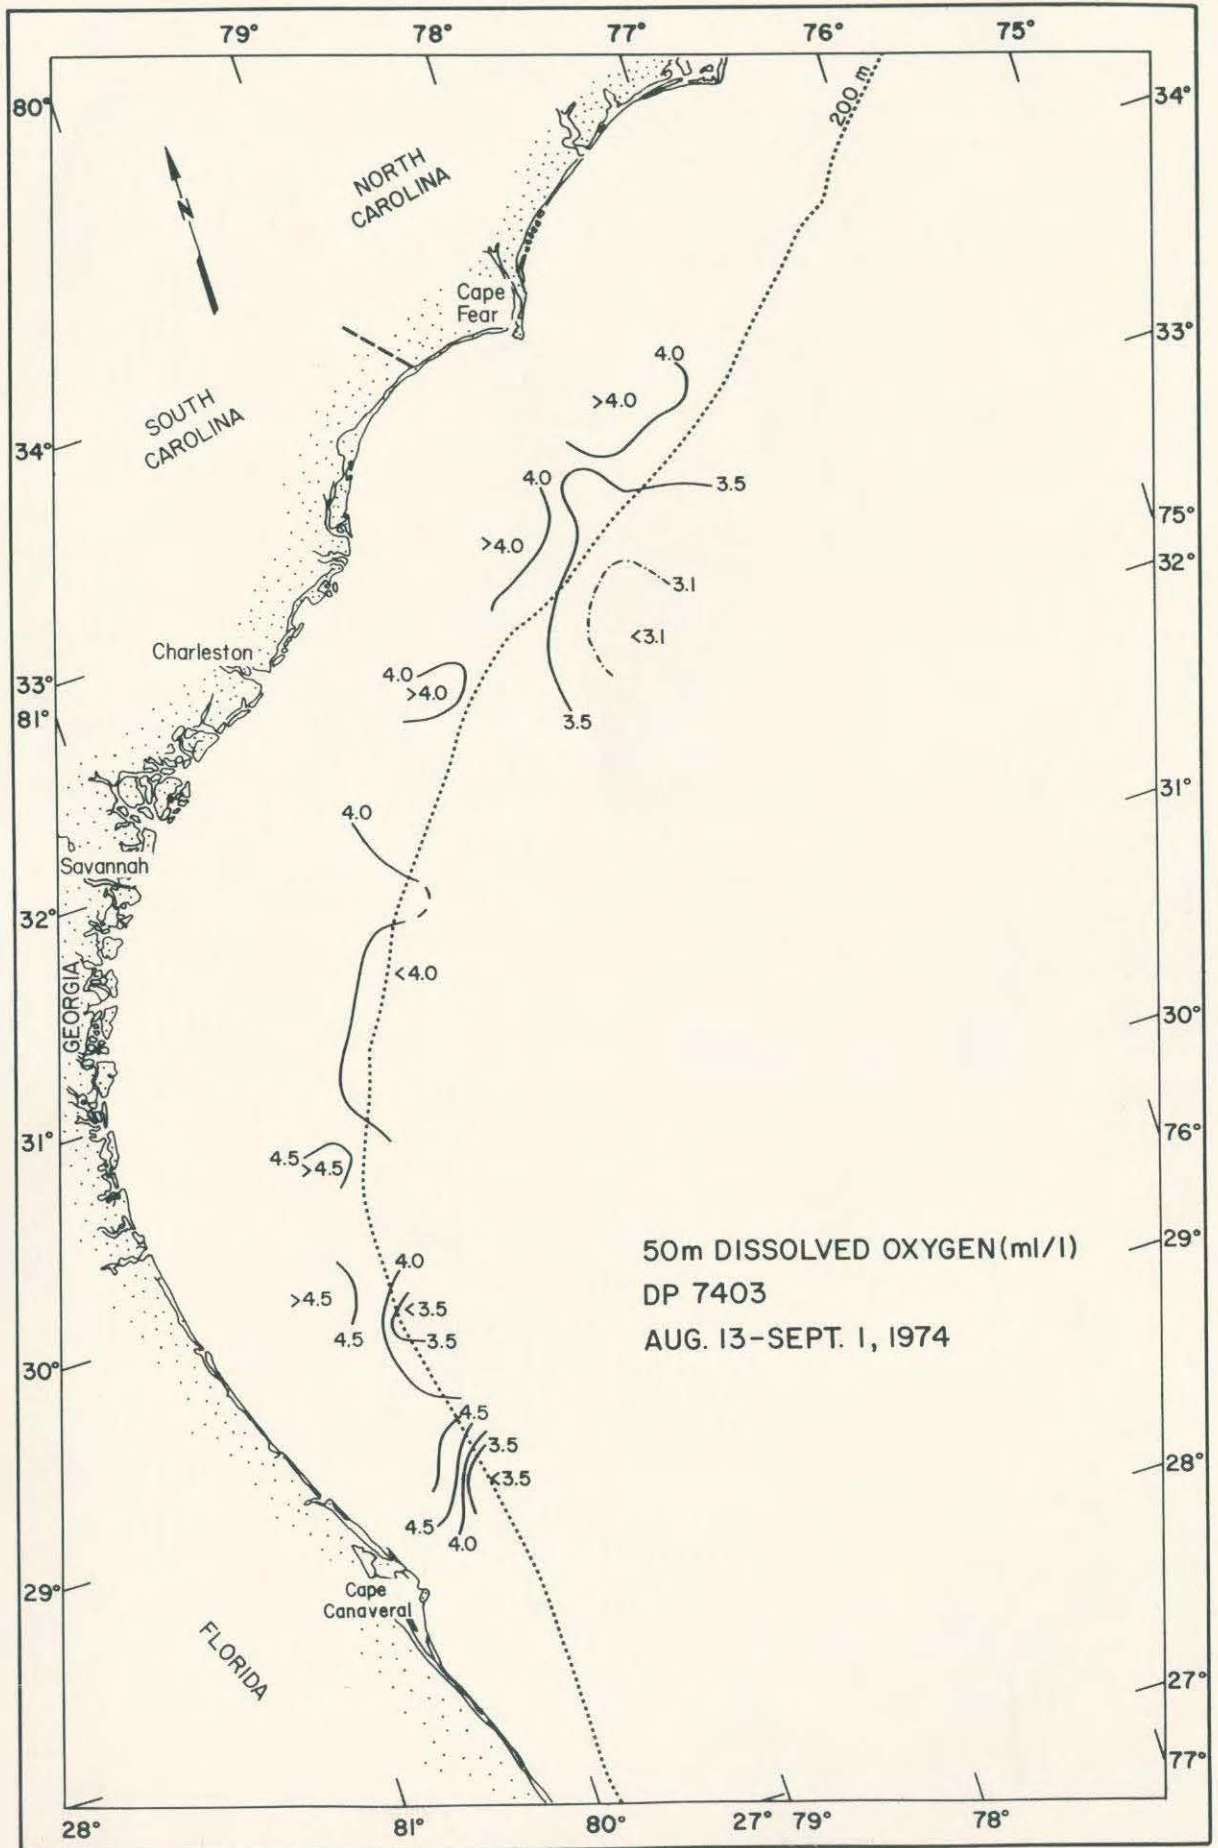 79° 78° 77° 76° 75°
80°
200 m
34°
N
NORTH
CAROLINA
Cape
Fear
33°
4.0
>4.0
SOUTH
CAROLINA
34°
4.0
3.5
75°
>4.0
32°
3.1
<3.1
Charleston
4.0
>4.0
33°
81°
3.5
31°
4.0
Savannah
32°
<4.0
GEORGIA
30°
31°
76°
4.5
>4.5
29°
50m DISSOLVED OXYGEN (ml/l)
4.0
>4.5
<3.5
DP 7403
4.5
3.5
AUG. 13-SEPT. 1, 1974
30°
4.5
3.5
<3.5
28°
4.5
4.0
29°
Cape
Canaveral
FLORIDA
27°
77°
28° 81° 80° 27° 79° 78°